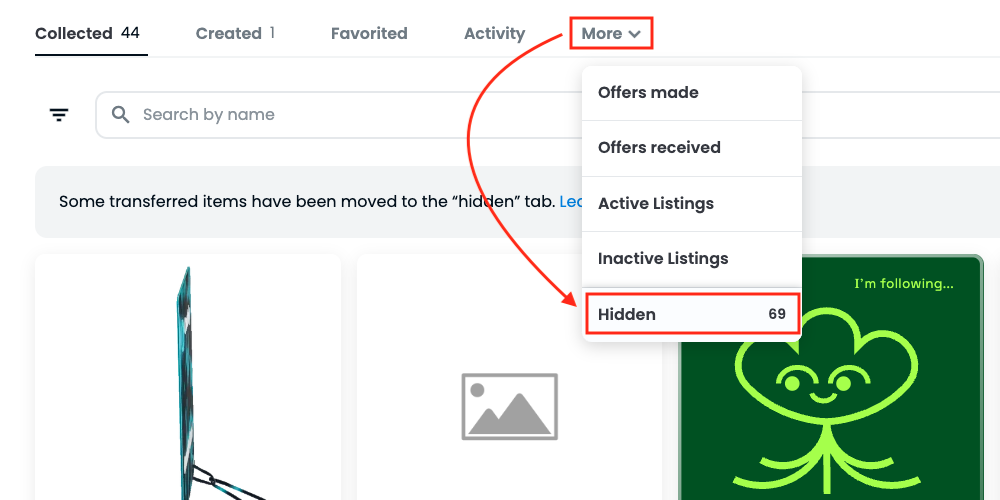 Collected 44 Created 1 Favorited Activity More
Search by name
Offers made
Offers received
Active Listings
Inactive Listings
Hidden 69
Some transferred items have been moved to the “hidden” tab.
I'm following...